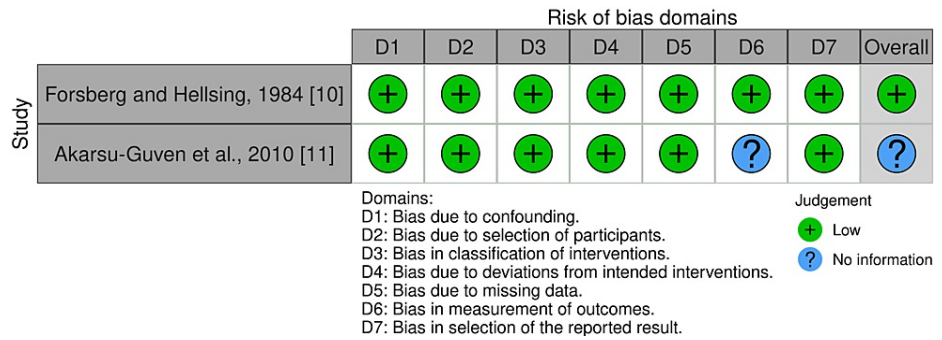 Risk of bias domains
D1 D2 D3 D4 D5 D6 D7 Overall
Study
Forsberg and Hellsing, 1984 [10] + + + + + + + +
Akarsu-Guven et al., 2010 [11] + + + + + ? + ?
Domains:
D1: Bias due to confounding.
D2: Bias due to selection of participants.
D3: Bias in classification of interventions.
D4: Bias due to deviations from intended interventions.
D5: Bias due to missing data.
D6: Bias in measurement of outcomes.
D7: Bias in selection of the reported result.
Judgement
+ Low
? No information